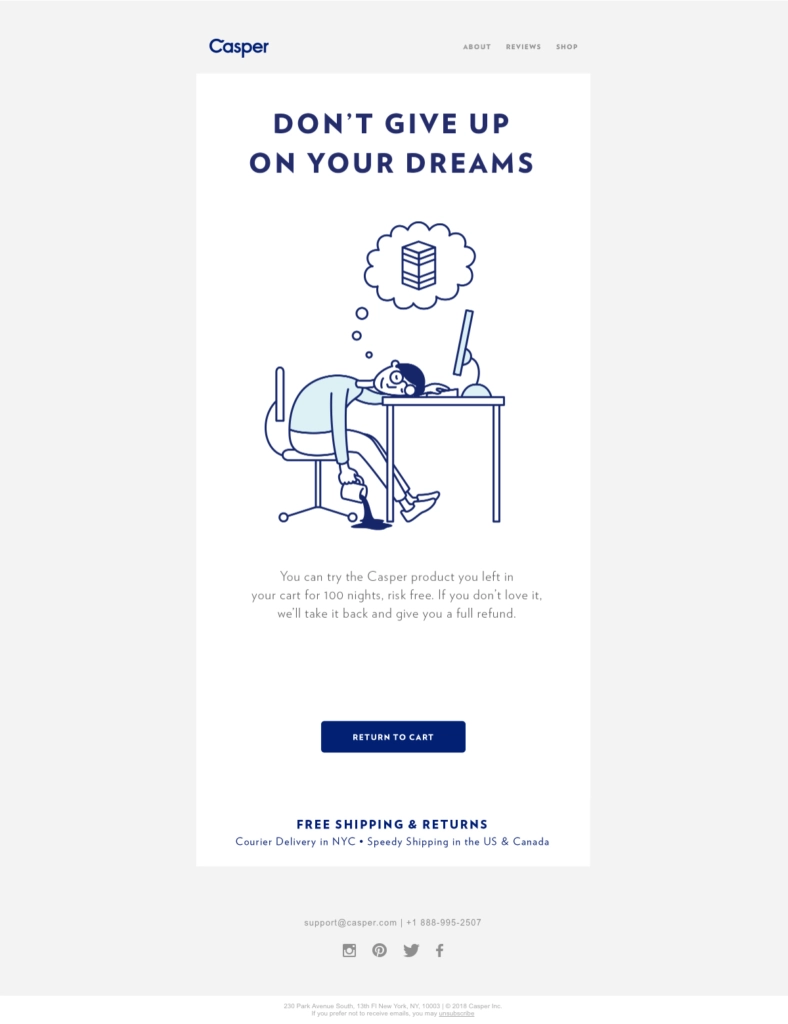 Casper
ABOUT REVIEWS SHOP
DON'T GIVE UP
ON YOUR DREAMS
You can try the Casper product you left in
your cart for 100 nights, risk free. If you don't love it,
we'll take it back and give you a full refund.
RETURN TO CART
FREE SHIPPING & RETURNS
Courier Delivery in NYC • Speedy Shipping in the US & Canada
support@casper.com | +1 888-995-2507
230 Park Avenue South, 13th Fl New York, NY, 10003 | © 2018 Casper Inc.
If you prefer not to receive emails, you may unsubscribe